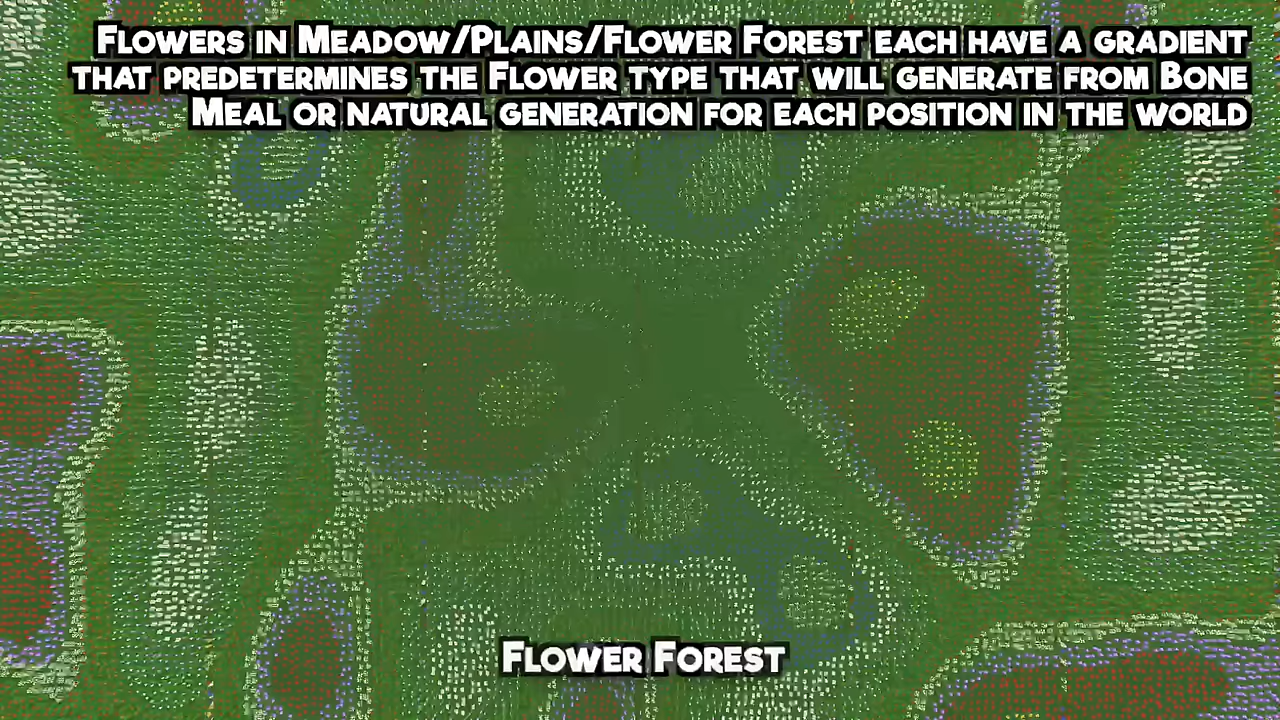 Flowers in Meadow/Plains/Flower Forest each have a gradient
that predetermines the Flower type that will generate from Bone
Meal or natural generation for each position in the world
Flower Forest